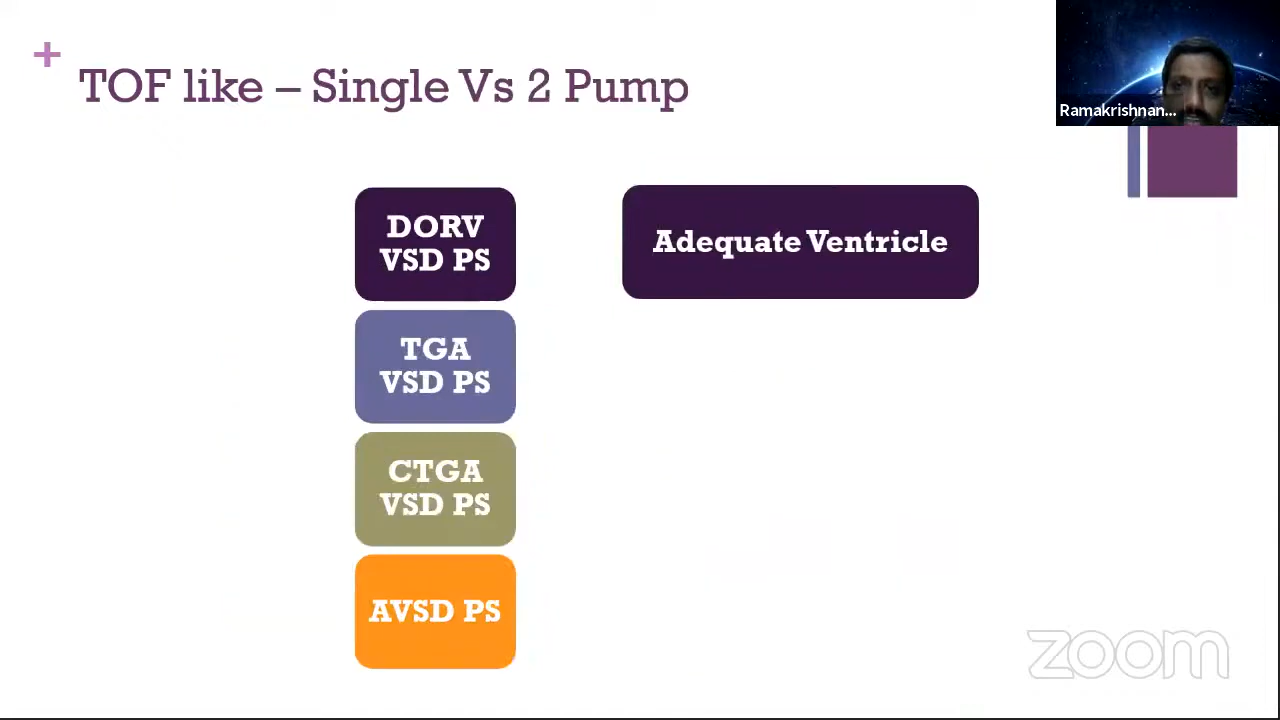 +
TOF like – Single Vs 2 Pump
Ramakrishnan...
DORV
VSD PS
Adequate Ventricle
TGA
VSD PS
CTGA
VSD PS
AVSD PS
zoom